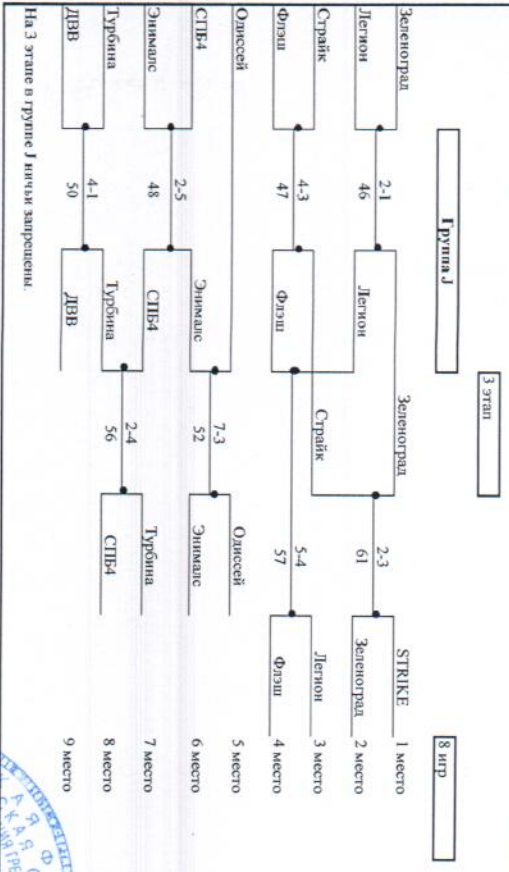 3 этап
8 игр
Группа J
Зеленоград
Легион
2-1
46
Зеленоград
Легион
2-3
61
STRIKE
Зеленоград
1 место
2 место
Страйк
Флэш
4-3
47
Страйк
Флэш
5-4
57
Легион
Флэш
3 место
4 место
Одиссей
СПБ4
Энималс
2-5
48
Энималс
СПБ4
7-3
52
Одиссей
Энималс
5 место
6 место
Турбина
ДВВ
4-1
50
Турбина
ДВВ
2-4
56
Турбина
СПБ4
7 место
8 место
9 место
На 3 этапе в группе J ничьи запрещены.